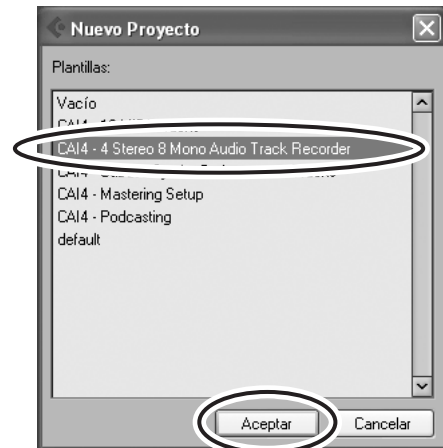 Nuevo Proyecto
Plantillas:
Vacío
CAI4 - 4 Stereo 8 Mono Audio Track Recorder
CAI4 - Mastering Setup
CAI4 - Podcasting
default
Aceptar
Cancelar